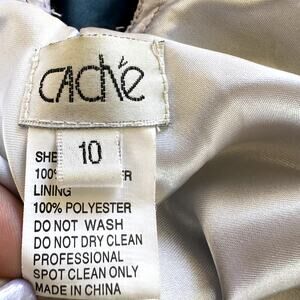 caché
10
SHE
100% ER
LINING
100% POLYESTER
DO NOT WASH
DO NOT DRY CLEAN
PROFESSIONAL
SPOT CLEAN ONLY
MADE IN CHINA